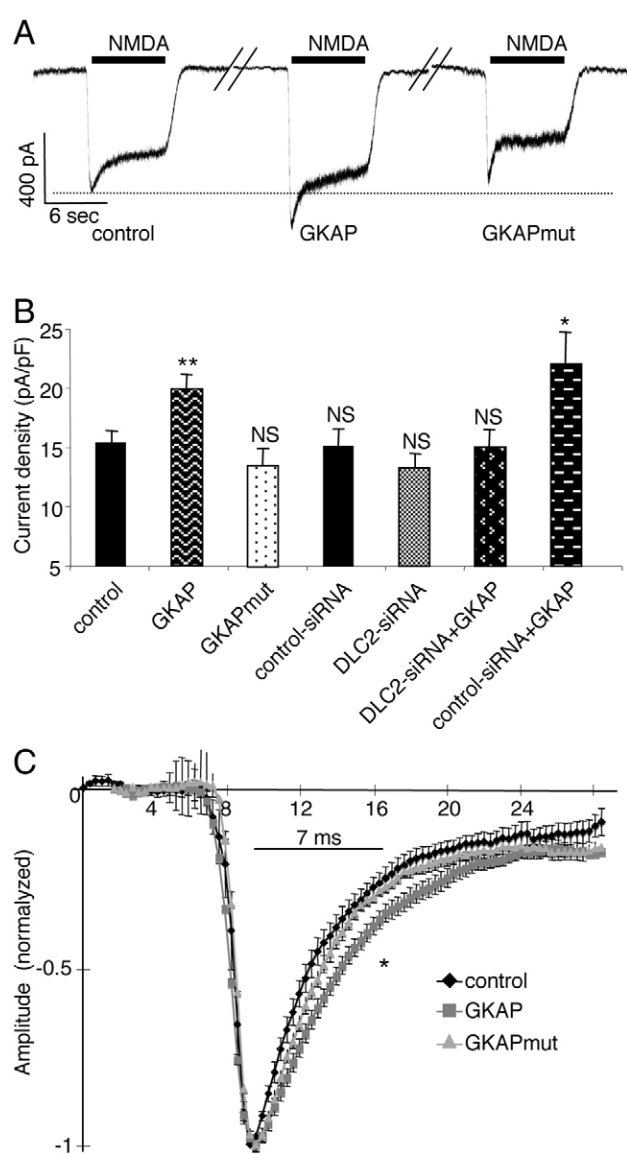 A
NMDA NMDA NMDA
400 pA
6 sec
control GKAP GKAPmut
B
Current density (pA/pF)
25
20
15
10
5
** NS NS NS NS *
control
GKAP
GKAPmut
control-siRNA
DLC2-siRNA
DLC2-siRNA+GKAP
control-siRNA+GKAP
C
Amplitude (normalized)
0 4 8 12 16 20 24
7 ms
-0.5
*
control
GKAP
GKAPmut
-1